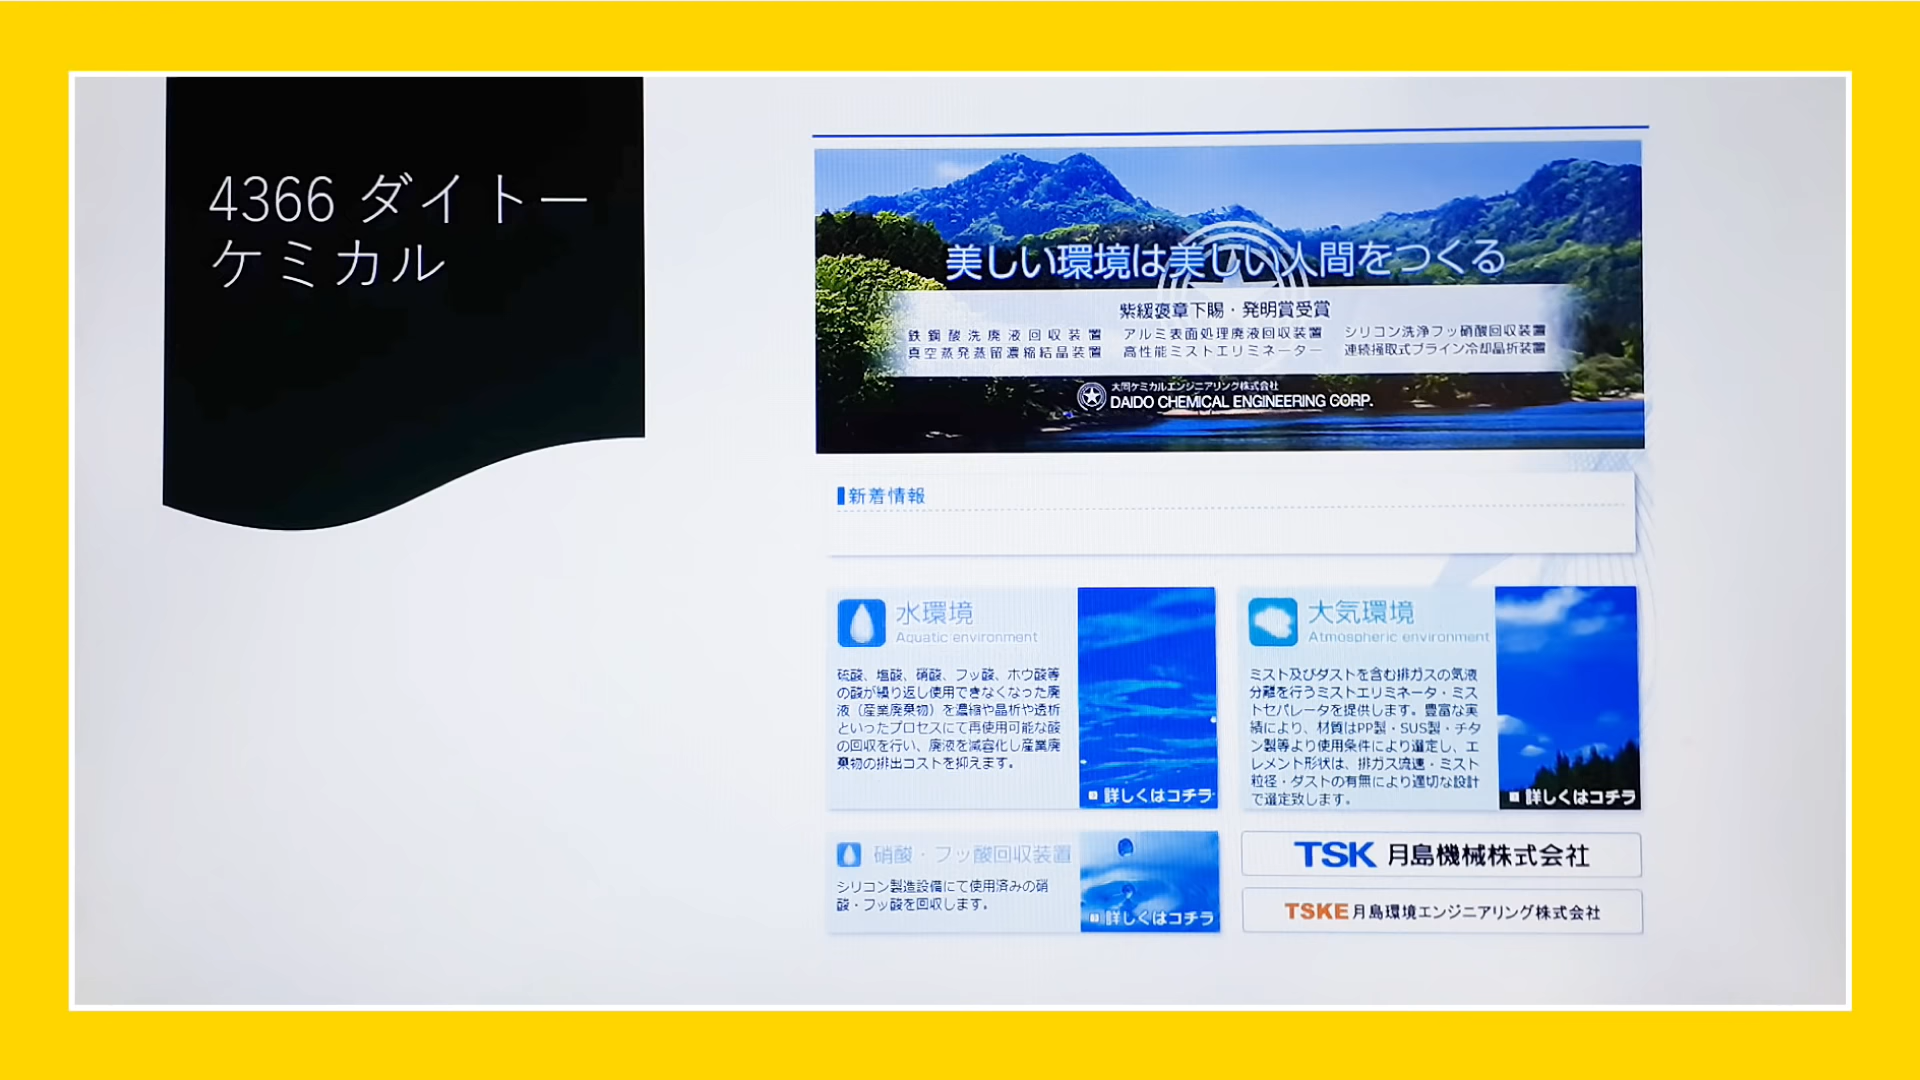 4366 ダイトー
ケミカル
美しい環境は美しい人間をつくる
紫綬褒章下賜・発明賞受賞
鉄鋼酸洗廃液回収装置 アルミ表面処理廃液回収装置 シリコン洗浄フッ硝酸回収装置
真空蒸発蒸留濃縮結晶装置 高性能ミストエリミネーター 連続掻取式ブライン冷却晶析装置
大同ケミカルエンジニアリング株式会社
DAIDO CHEMICAL ENGINEERING CORP.
新着情報
水環境
Aquatic environment
硫酸、塩酸、硝酸、フッ酸、ホウ酸等
の酸が繰り返し使用できなくなった廃
液（産業廃棄物）を濃縮や晶析や透析
といったプロセスにて再使用可能な酸
の回収を行い、廃液を減容化し産業廃
棄物の排出コストを抑えます。
詳しくはコチラ
大気環境
Atmospheric environment
ミスト及びダストを含む排ガスの気液
分離を行うミストエリミネータ・ミス
トセパレータを提供します。豊富な実
績により、材質はPP製・SUS製・チタ
ン製等より使用条件により選定し、エ
レメント形状は、排ガス流速・ミスト
粒径・ダストの有無により適切な設計
で選定致します。
詳しくはコチラ
硝酸・フッ酸回収装置
シリコン製造設備にて使用済みの硝
酸・フッ酸を回収します。
詳しくはコチラ
TSK 月島機械株式会社
TSKE 月島環境エンジニアリング株式会社